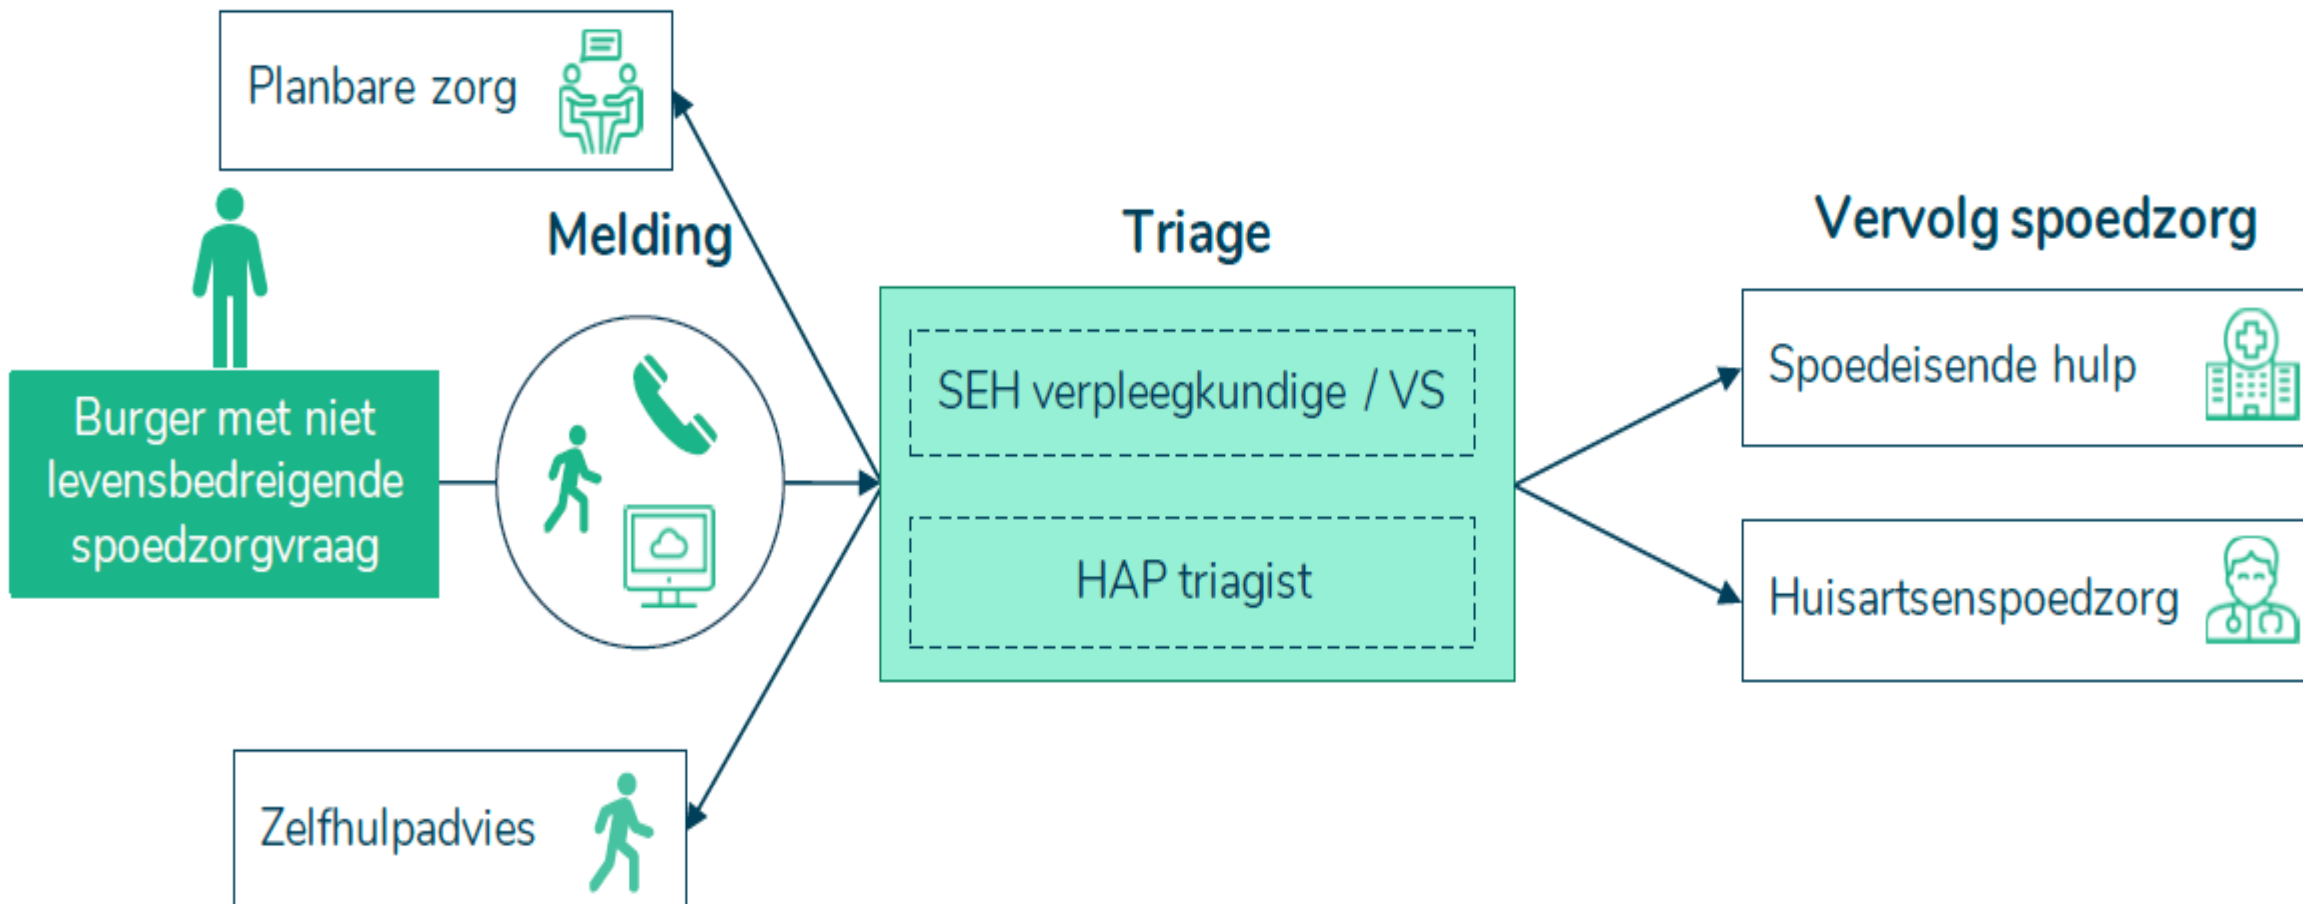 Planbare zorg
Melding
Triage
Vervolg spoedzorg
Burger met niet
levensbedreigende
spoedzorgvraag
SEH verpleegkundige / VS
HAP triagist
Spoedeisende hulp
Huisartsenspoedzorg
Zelfhulpadvies